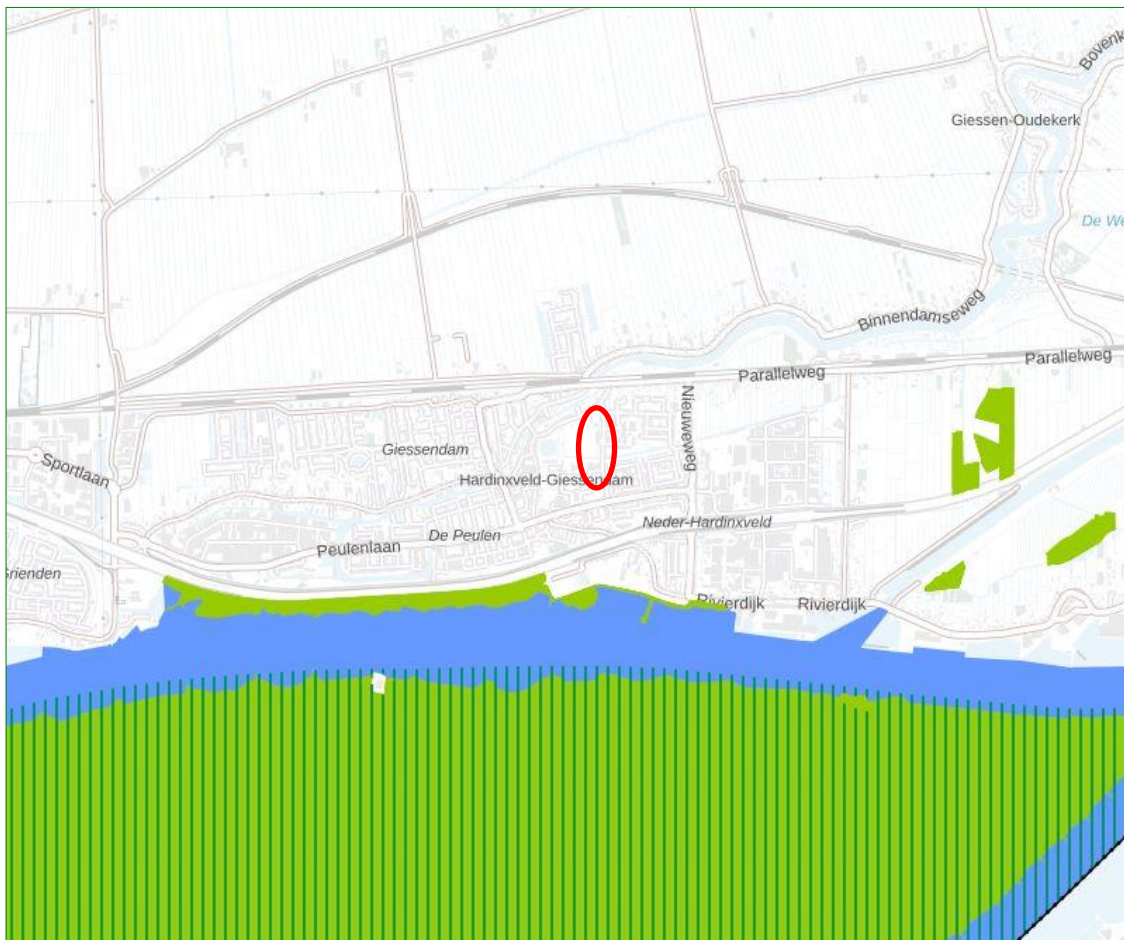 Bovenk
Giessen-Oudekerk
De We
Binnendamseweg
Parallelweg
Parallelweg
Nieuweweg
Giessendam
Sportlaan
Hardinxveld-Giessendam
Neder-Hardinxveld
De Peulen
Peulenlaan
Grienden
Rivierdijk
Rivierdijk